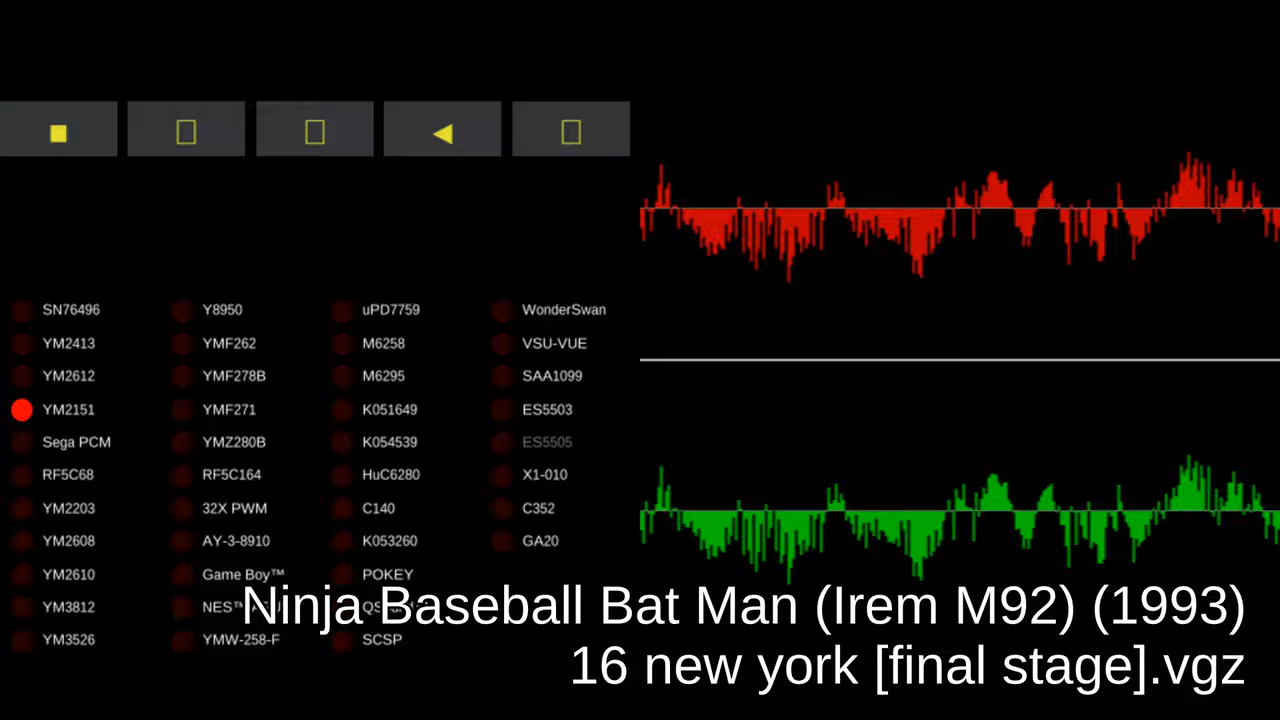 SN76496 Y8950 uPD7759 WonderSwan
YM2413 YMF262 M6258 VSU-VUE
YM2612 YMF278B M6295 SAA1099
YM2151 YMF271 K051649 ES5503
Sega PCM YMZ280B K054539 ES5505
RF5C68 RF5C164 HuC6280 X1-010
YM2203 32X PWM C140 C352
YM2608 AY-3-8910 K053260 GA20
YM2610 Game Boy™ POKEY
YM3812 NES™
YM3526 YMW-258-F SCSP
Ninja Baseball Bat Man (Irem M92) (1993)
16 new york [final stage].vgz